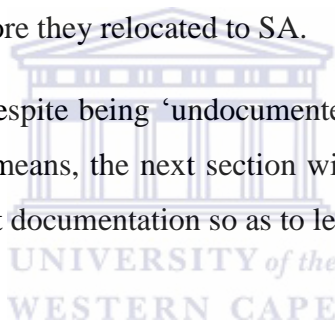 ore they relocated to SA.
espite being ‘undocumente
means, the next section wi
t documentation so as to le
UNIVERSITY of the
WESTERN CAPE